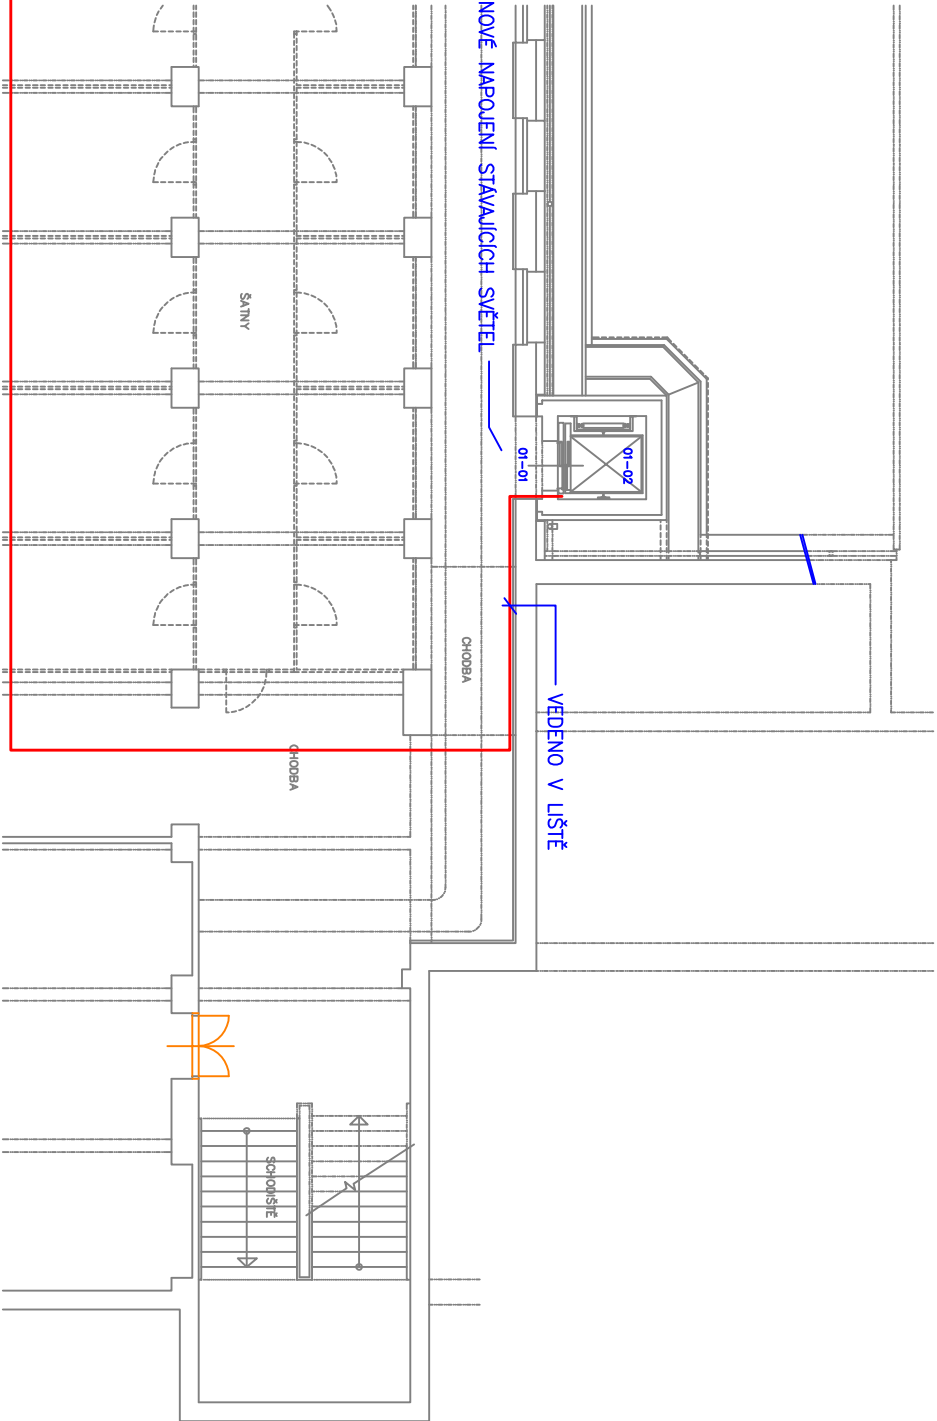 NOVÉ NAPOJENÍ STÁVAJÍCÍCH SVĚTEL
01-02
01-01
ŠATNY
CHODBA
VEDENO V LIŠTĚ
CHODBA
SCHODIŠTĚ